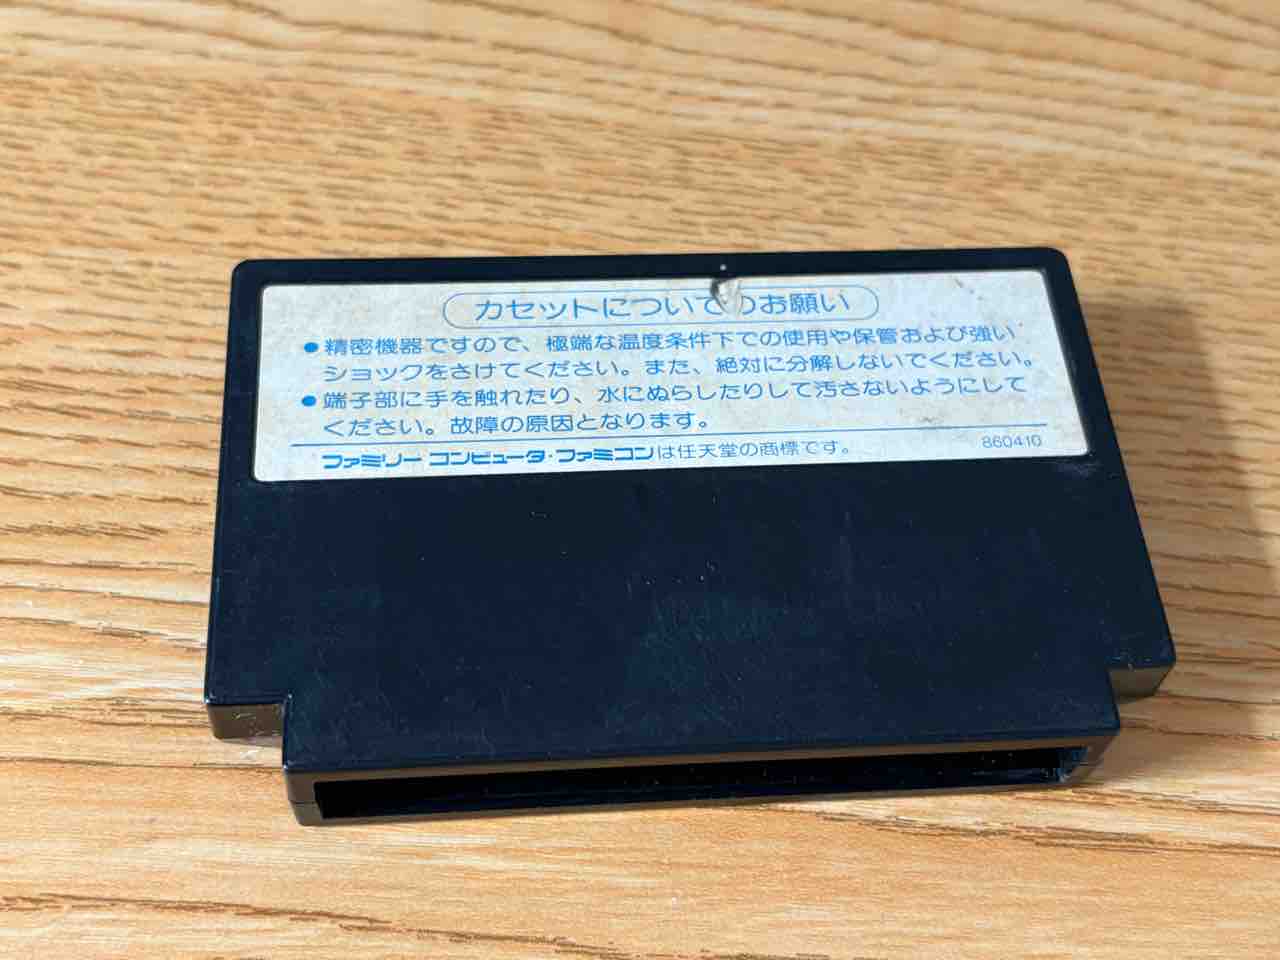 カセットについてのお願い
●精密機器ですので、極端な温度条件下での使用や保管および強い
ショックをさけてください。また、絶対に分解しないでください。
●端子部に手を触れたり、水にぬらしたりして汚さないようにして
ください。故障の原因となります。
ファミリーコンピュータ・ファミコンは任天堂の商標です。
860410